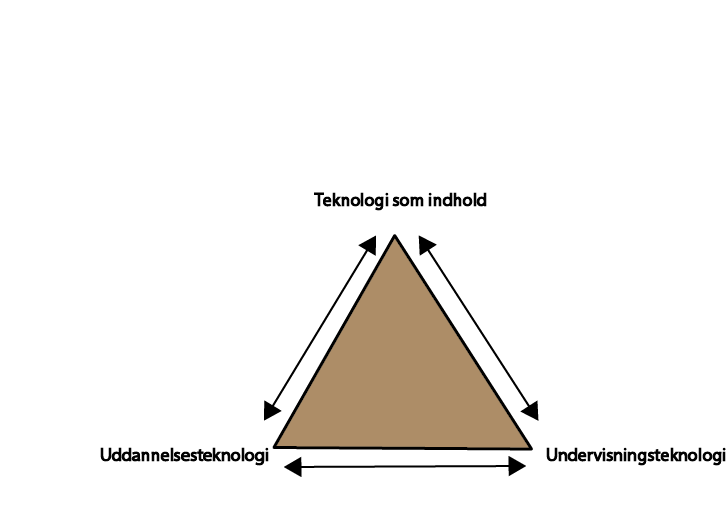 Teknologi som indhold
Uddannelsesteknologi
Undervisningsteknologi